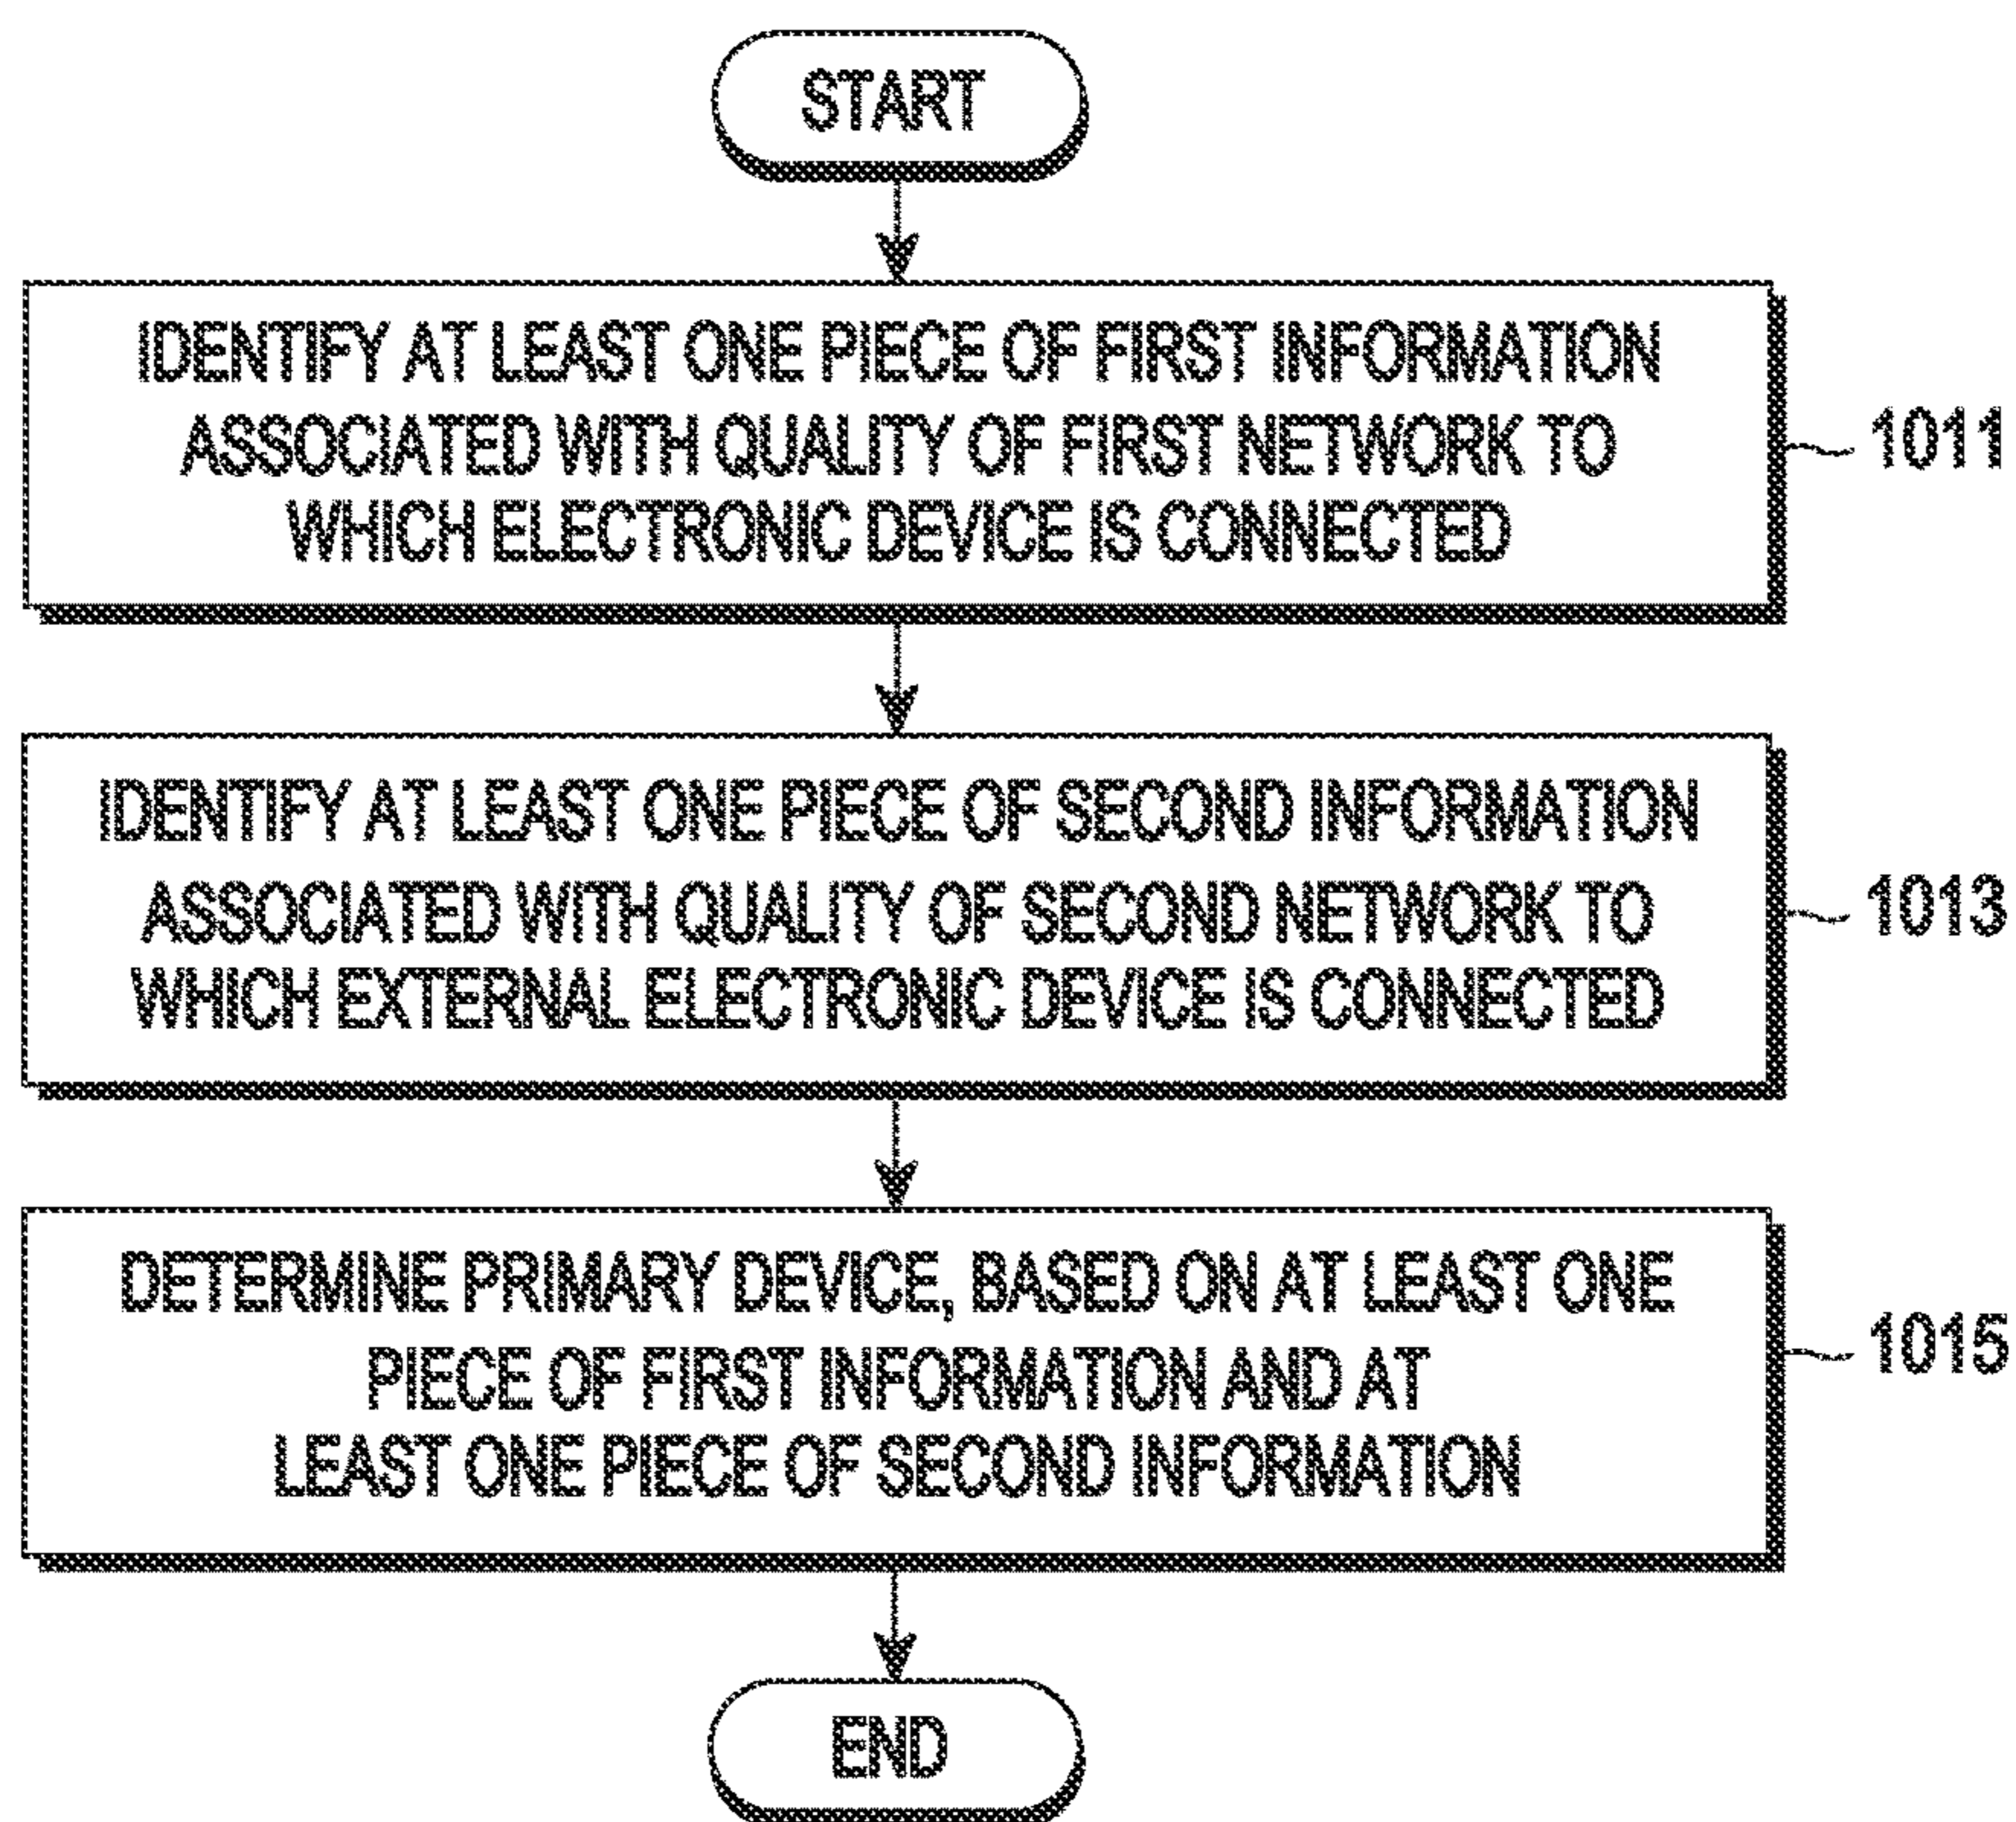 START
IDENTIFY AT LEAST ONE PIECE OF FIRST INFORMATION
ASSOCIATED WITH QUALITY OF FIRST NETWORK TO
WHICH ELECTRONIC DEVICE IS CONNECTED
1011
IDENTIFY AT LEAST ONE PIECE OF SECOND INFORMATION
ASSOCIATED WITH QUALITY OF SECOND NETWORK TO
WHICH EXTERNAL ELECTRONIC DEVICE IS CONNECTED
1013
DETERMINE PRIMARY DEVICE, BASED ON AT LEAST ONE
PIECE OF FIRST INFORMATION AND AT
LEAST ONE PIECE OF SECOND INFORMATION
1015
END